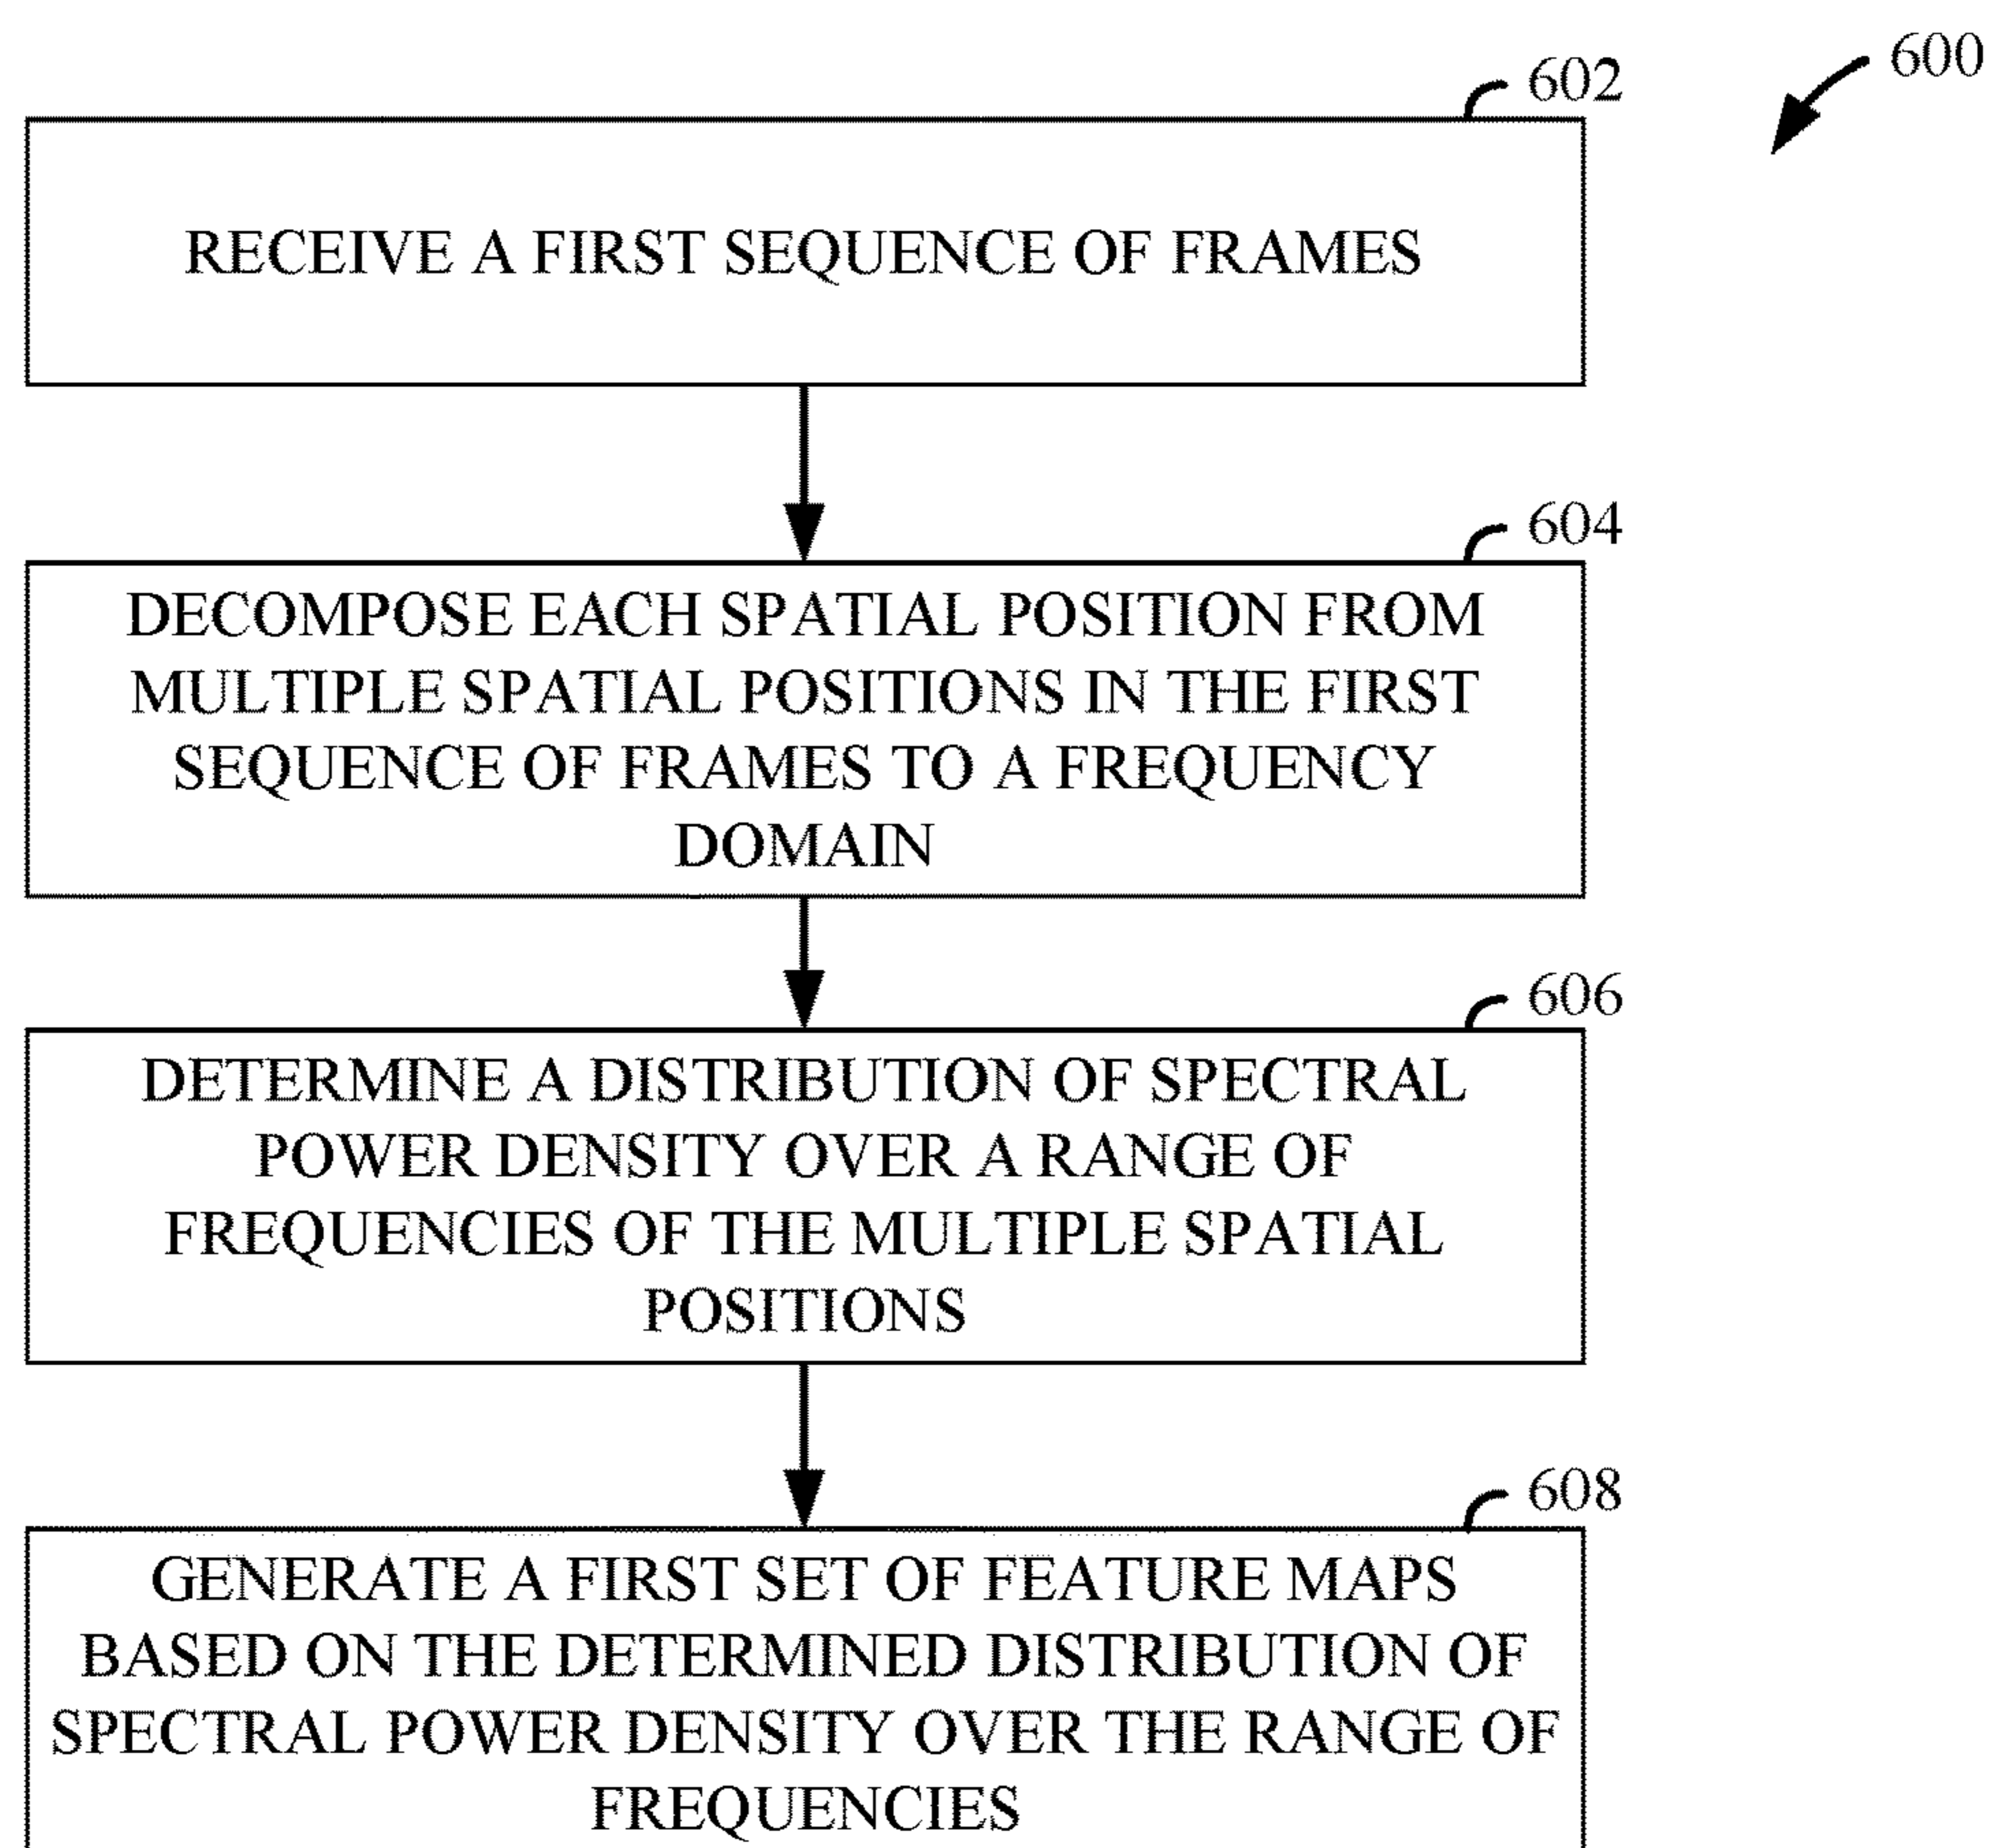 600
602
RECEIVE A FIRST SEQUENCE OF FRAMES
604
DECOMPOSE EACH SPATIAL POSITION FROM
MULTIPLE SPATIAL POSITIONS IN THE FIRST
SEQUENCE OF FRAMES TO A FREQUENCY
DOMAIN
606
DETERMINE A DISTRIBUTION OF SPECTRAL
POWER DENSITY OVER A RANGE OF
FREQUENCIES OF THE MULTIPLE SPATIAL
POSITIONS
608
GENERATE A FIRST SET OF FEATURE MAPS
BASED ON THE DETERMINED DISTRIBUTION OF
SPECTRAL POWER DENSITY OVER THE RANGE OF
FREQUENCIES